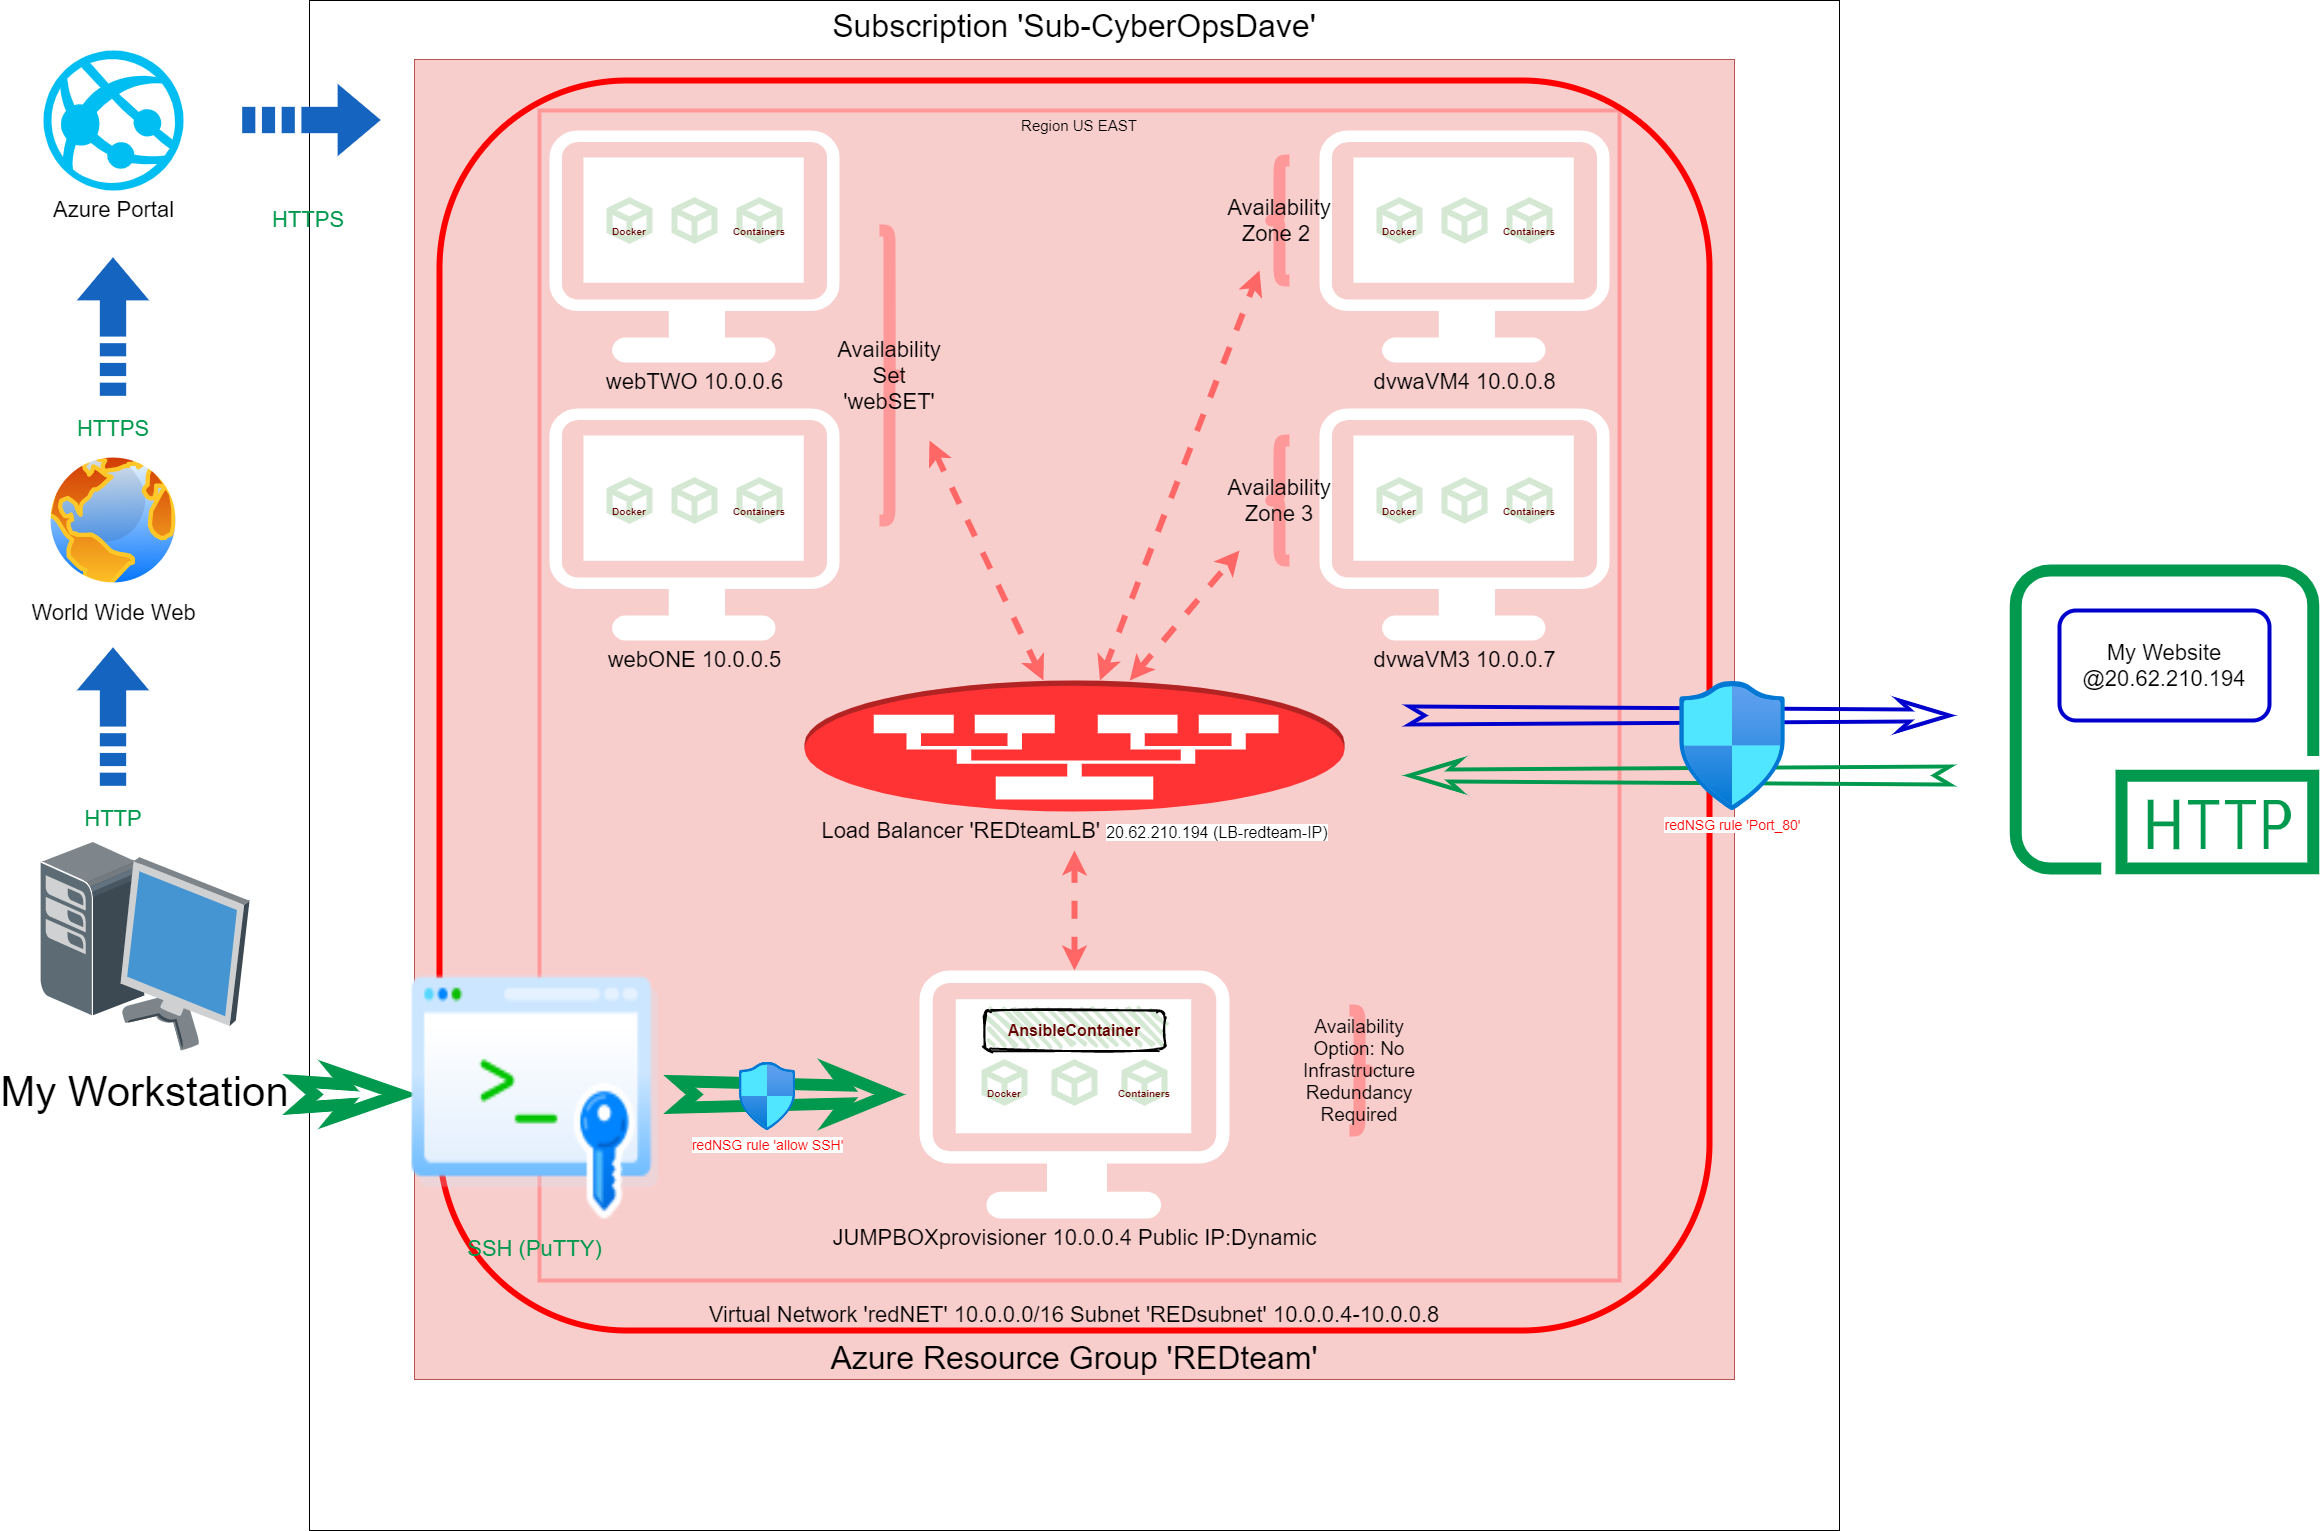 Subscription 'Sub-CyberOpsDave'
Azure Portal
HTTPS
HTTPS
World Wide Web
HTTP
My Workstation
Region US EAST
Docker
Containers
webTWO 10.0.0.6
Availability
Set
'webSET'
Docker
Containers
webONE 10.0.0.5
Availability
Zone 2
Docker
Containers
dvwaVM4 10.0.0.8
Availability
Zone 3
Docker
Containers
dvwaVM3 10.0.0.7
Load Balancer 'REDteamLB' 20.62.210.194 (LB-redteam-IP)
redNSG rule 'Port_80'
My Website
@20.62.210.194
HTTP
>_
SSH (PuTTY)
redNSG rule 'allow SSH'
AnsibleContainer
Docker
Containers
JUMPBOXprovisioner 10.0.0.4 Public IP:Dynamic
Availability
Option: No
Infrastructure
Redundancy
Required
Virtual Network 'redNET' 10.0.0.0/16 Subnet 'REDsubnet' 10.0.0.4-10.0.0.8
Azure Resource Group 'REDteam'